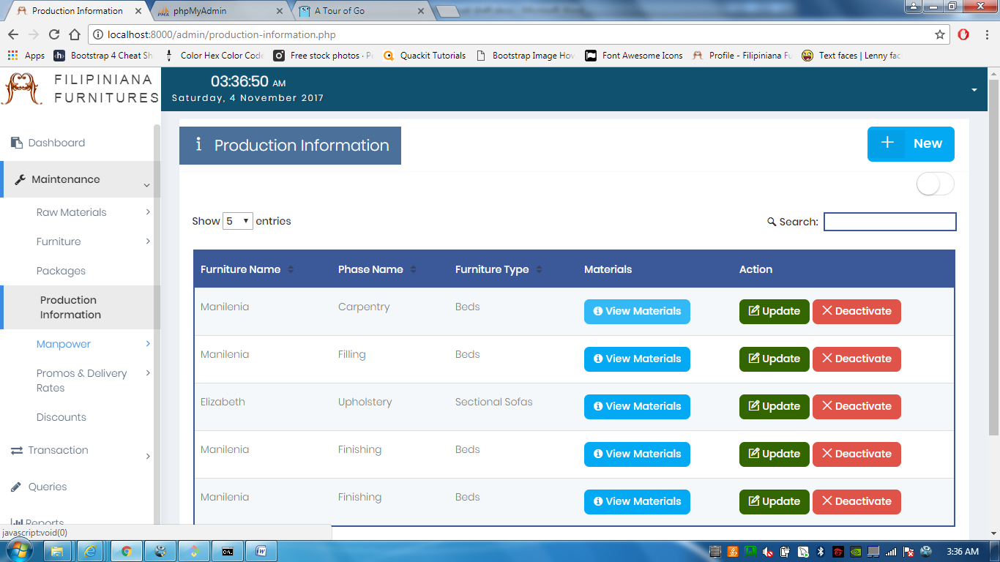 Production Information
phpMyAdmin
A Tour of Go
localhost:8000/admin/production-information.php
Apps
Bootstrap 4 Cheat Sh
Color Hex Color Code
Free stock photos · Pe
Quackit Tutorials
Bootstrap Image Hov
Font Awesome Icons
Profile - Filipiniana Fu
Text faces | Lenny fac
FILIPINIANA
FURNITURES
03:36:50 AM
Saturday, 4 November 2017
Dashboard
Maintenance
Raw Materials
Furniture
Packages
Production
Information
Manpower
Promos & Delivery
Rates
Discounts
Transaction
Queries
Reports
javascript:void(0)
Production Information
New
Show 5 entries
Search:
Furniture Name Phase Name Furniture Type Materials Action
Manilenia Carpentry Beds View Materials Update Deactivate
Manilenia Filling Beds View Materials Update Deactivate
Elizabeth Upholstery Sectional Sofas View Materials Update Deactivate
Manilenia Finishing Beds View Materials Update Deactivate
Manilenia Finishing Beds View Materials Update Deactivate
3:36 AM